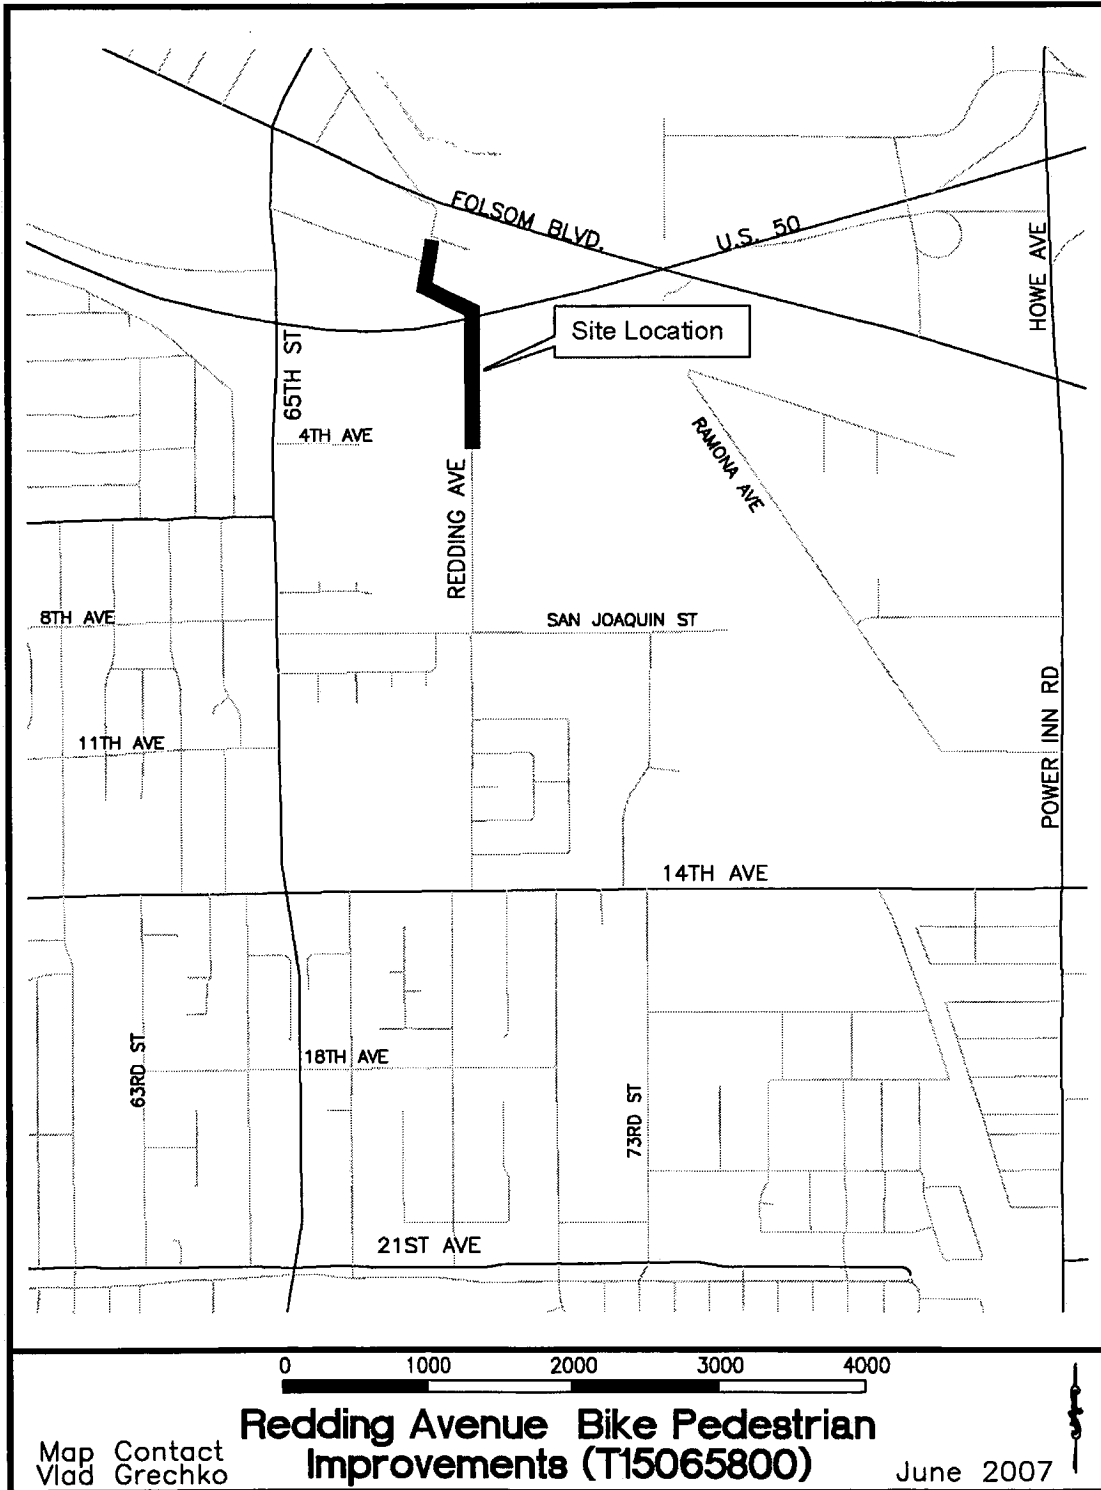 FOLSOM BLVD.
U.S. 50
HOWE AVE
Site Location
65TH ST
4TH AVE
RAMONA AVE
REDDING AVE
8TH AVE
SAN JOAQUIN ST
POWER INN RD
11TH AVE
14TH AVE
63RD ST
18TH AVE
73RD ST
21ST AVE
0 1000 2000 3000 4000
Redding Avenue Bike Pedestrian
Improvements (T15065800)
Map Contact
Vlad Grechko
June 2007